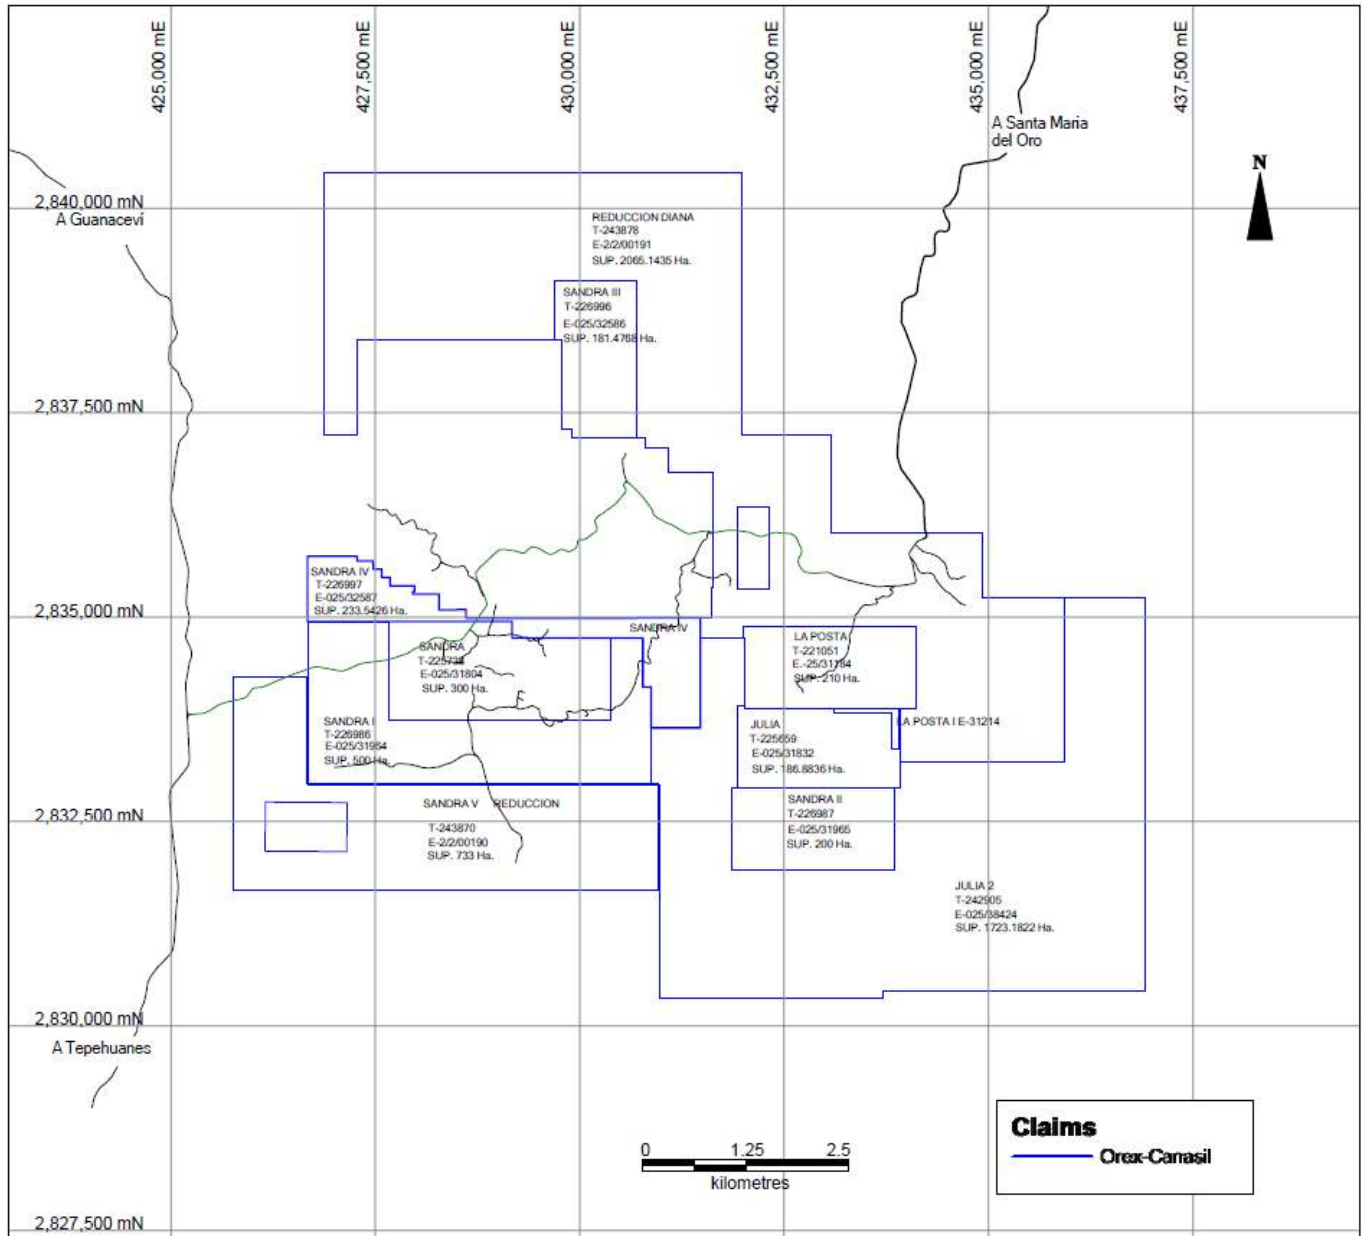 425,000 mE
427,500 mE
430,000 mE
432,500 mE
435,000 mE
437,500 mE
A Santa Maria
del Oro
N
2,840,000 mN
A Guanaceví
REDUCCION DIANA
T-243878
E-2/2/00191
SUP. 2065.1435 Ha.
SANDRA III
T-226996
E-025/32586
SUP. 181.4768 Ha.
2,837,500 mN
SANDRA IV
T-226997
E-025/32587
SUP. 233.5426 Ha.
2,835,000 mN
SANDRA IV
SANDRA
E-025/31804
SUP. 300 Ha.
LA POSTA
T-221051
E.-25/31184
SUP. 210 Ha.
SANDRA I
T-226986
E-025/31964
SUP. 500 Ha.
JULIA
T-225659
E-025/31832
SUP. 186.8836 Ha.
LA POSTA I E-31214
2,832,500 mN
SANDRA V REDUCCION
T-243870
E-2/2/00190
SUP. 733 Ha.
SANDRA II
T-226987
E-025/31965
SUP. 200 Ha.
JULIA 2
T-242905
E-025/38424
SUP. 1723.1822 Ha.
2,830,000 mN
A Tepehuanes
Claims
Orex-Canasil
0 1.25 2.5
kilometres
2,827,500 mN